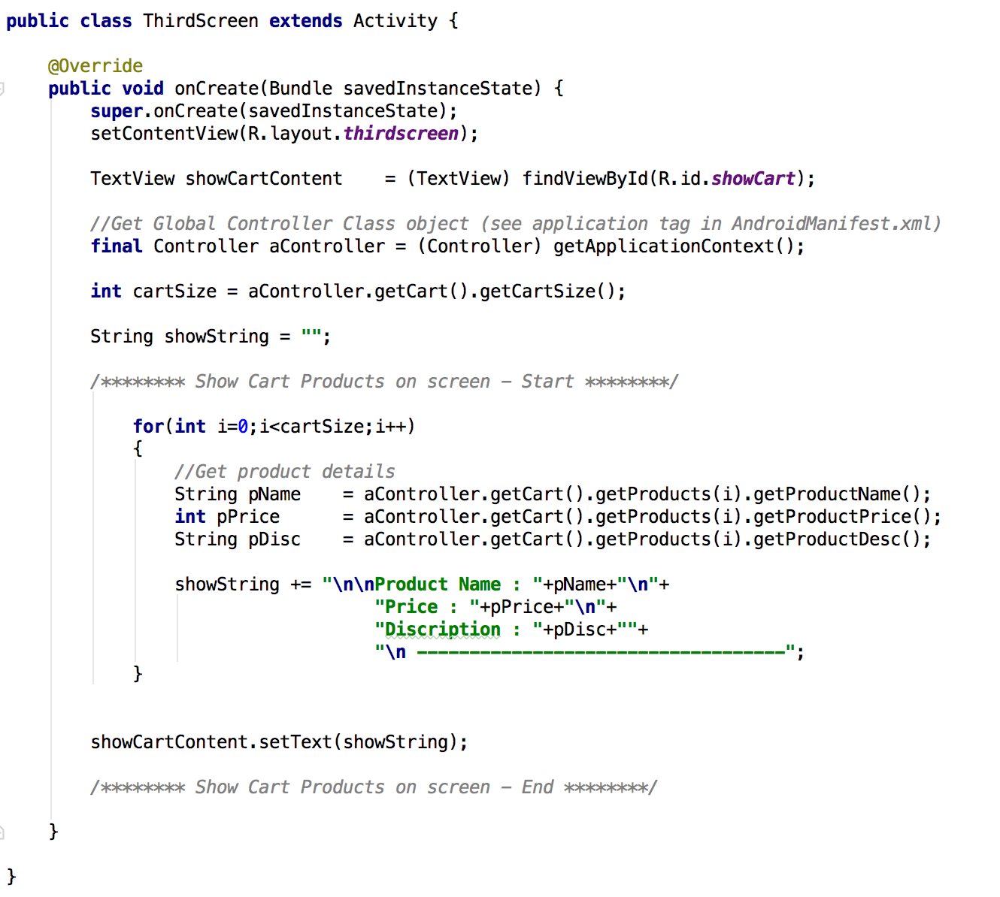 public class ThirdScreen extends Activity {
@Override
public void onCreate(Bundle savedInstanceState) {
super.onCreate(savedInstanceState);
setContentView(R.layout.thirdscreen);
TextView showCartContent    = (TextView) findViewById(R.id.showCart);
//Get Global Controller Class object (see application tag in AndroidManifest.xml)
final Controller aController = (Controller) getApplicationContext();
int cartSize = aController.getCart().getCartSize();
String showString = "";
/******** Show Cart Products on screen - Start ********/
for(int i=0;i<cartSize;i++)
{
//Get product details
String pName    = aController.getCart().getProducts(i).getProductName();
int pPrice      = aController.getCart().getProducts(i).getProductPrice();
String pDisc    = aController.getCart().getProducts(i).getProductDesc();
showString += "\n\nProduct Name : "+pName+"\n"+
"Price : "+pPrice+"\n"+
"Discription : "+pDisc+""+
"\n -----------------------------------";
}
showCartContent.setText(showString);
/******** Show Cart Products on screen - End ********/
}
}